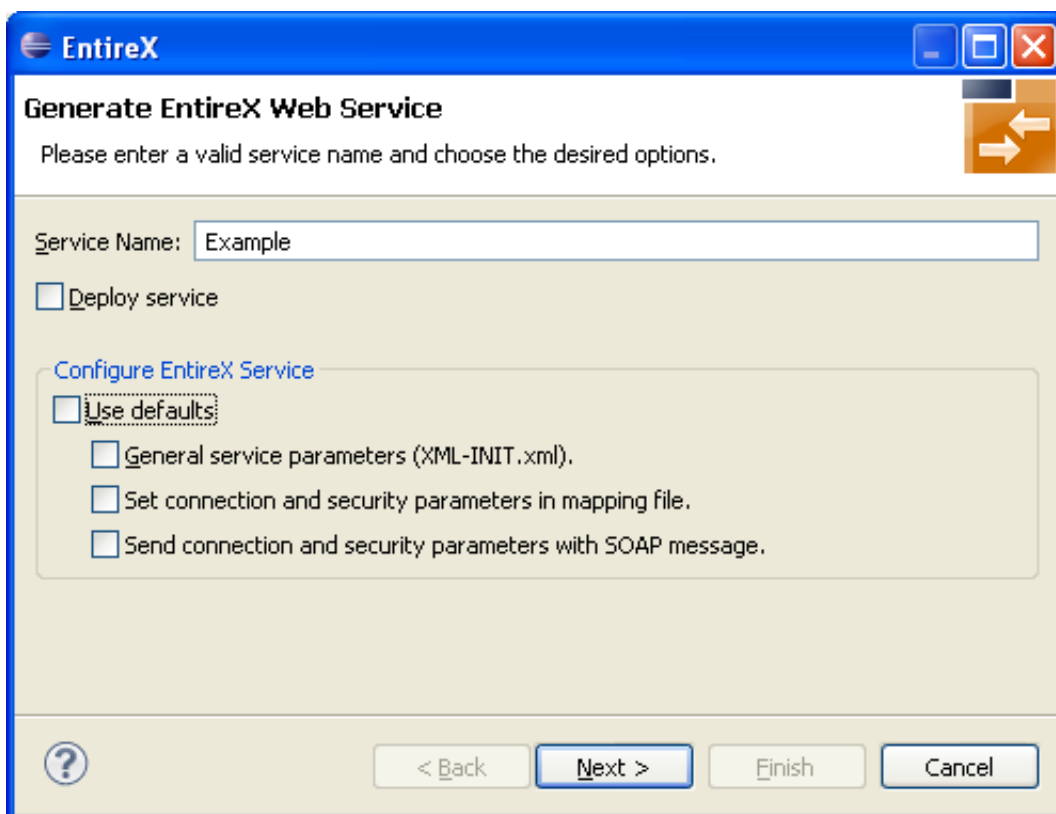 EntireX
Generate EntireX Web Service
Please enter a valid service name and choose the desired options.
Service Name: Example
Deploy service
Configure EntireX Service
Use defaults
General service parameters (XML-INIT.xml).
Set connection and security parameters in mapping file.
Send connection and security parameters with SOAP message.
? < Back Next > Finish Cancel